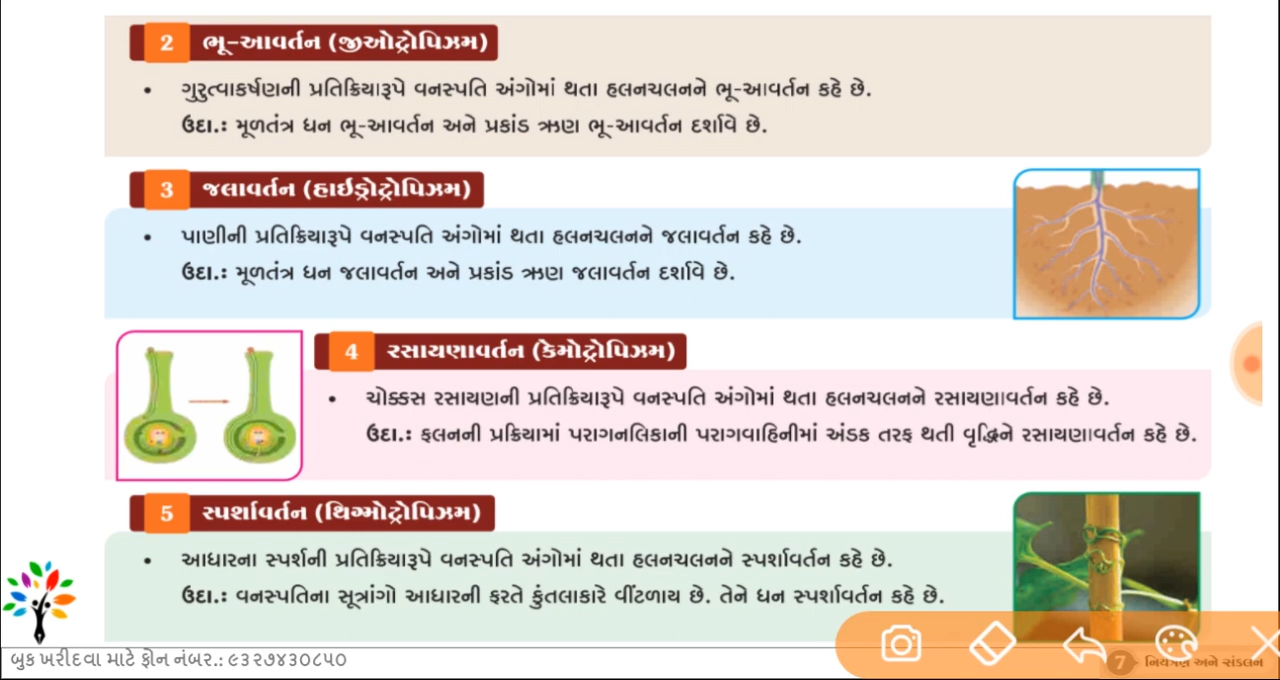 2 ભૂ-આવર્તન (જીઓટ્રોપિઝમ)
• ગુરુત્વાકર્ષણની પ્રતિક્રિયારૂપે વનસ્પતિ અંગોમાં થતા હલનચલનને ભૂ-આવર્તન કહે છે.
ઉદા.: મૂળતંત્ર ધન ભૂ-આવર્તન અને પ્રકાંડ ઋણ ભૂ-આવર્તન દર્શાવે છે.
3 જલાવર્તન (હાઈડ્રોટ્રોપિઝમ)
• પાણીની પ્રતિક્રિયારૂપે વનસ્પતિ અંગોમાં થતા હલનચલનને જલાવર્તન કહે છે.
ઉદા.: મૂળતંત્ર ધન જલાવર્તન અને પ્રકાંડ ઋણ જલાવર્તન દર્શાવે છે.
4 રસાયણાવર્તન (કેમોટ્રોપિઝમ)
• ચોક્કસ રસાયણની પ્રતિક્રિયારૂપે વનસ્પતિ અંગોમાં થતા હલનચલનને રસાયણાવર્તન કહે છે.
ઉદા.: ફલનની પ્રક્રિયામાં પરાગનલિકાની પરાગવાહિનીમાં અંડક તરફ થતી વૃદ્ધિને રસાયણાવર્તન કહે છે.
5 સ્પર્શાવર્તન (થિગ્મોટ્રોપિઝમ)
• આધારના સ્પર્શની પ્રતિક્રિયારૂપે વનસ્પતિ અંગોમાં થતા હલનચલનને સ્પર્શાવર્તન કહે છે.
ઉદા.: વનસ્પતિના સૂત્રાંગો આધારની ફરતે કુંતલાકારે વીંટળાય છે. તેને ધન સ્પર્શાવર્તન કહે છે.
બુક ખરીદવા માટે ફોન નંબર.: ૯૩૨૭૪૩૦૮૫૦
7 નિયંત્રણ અને સંકલન